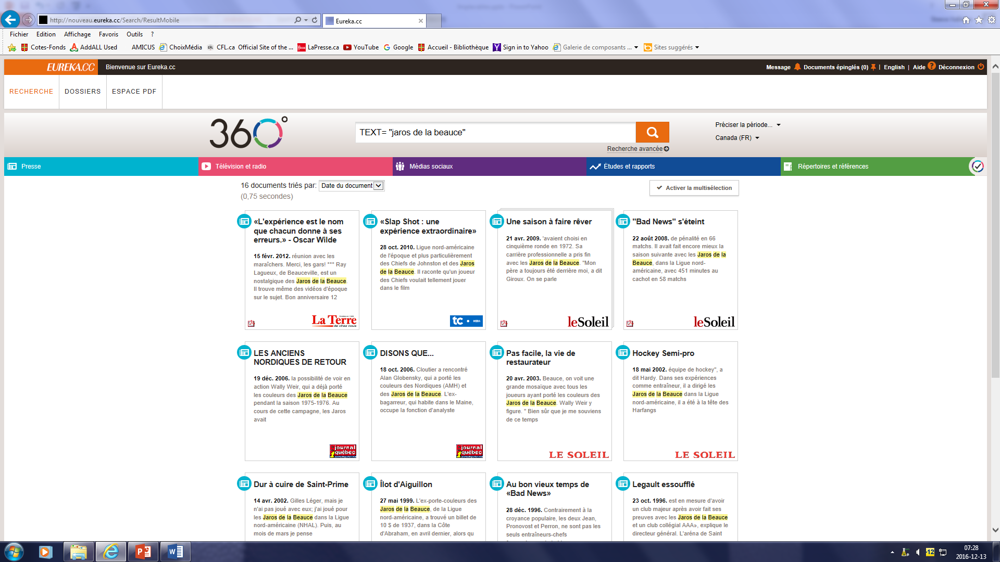 http://nouveau.eureka.cc/Search/ResultMobile
Eureka.cc
Fichier Edition Affichage Favoris Outils ?
Cotes-Fonds AddALL Used AMICUS ChoixMédia CFL.ca Official Site of the ... LaPresse.ca YouTube Google Accueil - Bibliothèque Sign in to Yahoo Galerie de composants ... Sites suggérés
EUREKA.CC Bienvenue sur Eureka.cc Message Documents épinglés (0) | English | Aide ? Déconnexion
RECHERCHE DOSSIERS ESPACE PDF
360°
TEXT= "jaros de la beauce"
Préciser la période...
Canada (FR)
Recherche avancée
Presse Télévision et radio Médias sociaux Études et rapports Répertoires et références
16 documents triés par: Date du document
(0,75 secondes)
Activer la multisélection
«L'expérience est le nom
que chacun donne à ses
erreurs.» - Oscar Wilde
15 févr. 2012. réunion avec les
maraîchers. Merci, les gars! °°° Ray
Lagueux, de Beauceville, est un
nostalgique des Jaros de la Beauce.
Il trouve même des vidéos d'époque
sur le sujet. Bon anniversaire 12
La Terre
de chez nous
«Slap Shot : une
expérience extraordinaire»
28 oct. 2010. Ligue nord-américaine
de l'époque et plus particulièrement
des Chiefs de Johnston et des Jaros
de la Beauce. Il raconte qu'un joueur
des Chiefs voulait tellement jouer
dans le film
tc • MEDIA
Une saison à faire rêver
21 avr. 2009. 'avaient choisi en
cinquième ronde en 1972. Sa
carrière professionnelle a pris fin
avec les Jaros de la Beauce. "Mon
père a toujours été derrière moi, a dit
Giroux. On se parle
leSoleil
"Bad News" s'éteint
22 août 2008. de pénalité en 66
matchs. Il avait fait encore mieux la
saison suivante avec les Jaros de la
Beauce, dans la Ligue nord-
américaine, avec 451 minutes au
cachot en 58 matchs
leSoleil
LES ANCIENS
NORDIQUES DE RETOUR
19 déc. 2006. la possibilité de voir en
action Wally Weir, qui a déjà porté
les couleurs des Jaros de la Beauce
pendant la saison 1975-1976. Au
cours de cette campagne, les Jaros
avait
journal
québec
DISONS QUE...
18 oct. 2006. Cloutier a rencontré
Alan Globensky, qui a porté les
couleurs des Nordiques (AMH) et
des Jaros de la Beauce. L'ex-
bagarreur, qui habite dans le Maine,
occupe la fonction d'analyste
journal
québec
Pas facile, la vie de
restaurateur
20 avr. 2003. Beauce, on voit une
grande mosaïque avec tous les
joueurs ayant porté les couleurs des
Jaros de la Beauce. Wally Weir y
figure. " Bien sûr que je me souviens
de ce temps
LE SOLEIL
Hockey Semi-pro
18 mai 2002. équipe de hockey", a
dit Hardy. Dans ses expériences
comme entraîneur, il a dirigé les
Jaros de la Beauce dans la Ligue
nord-américaine, il a été à la tête des
Harfangs
LE SOLEIL
Dur à cuire de Saint-Prime
14 avr. 2002. Gilles Léger, mais je
n'ai pas joué avec eux; j'ai joué pour
les Jaros de la Beauce dans la Ligue
nord-américaine (NHAL). Puis, au
mois de mars je pense
Îlot d'Aiguillon
27 mai 1999. L'ex-porte-couleurs des
Jaros de la Beauce, de la Ligue
nord-américaine, a trouvé un billet de
10 $ de 1937, dans la Côte
d'Abraham, en avril dernier, alors qu
Au bon vieux temps de
«Bad News»
28 déc. 1996. Contrairement à la
croyance populaire, les deux Jean,
Pronovost et Perron, ne sont pas les
seuls entraîneurs-chefs
Legault essoufflé
23 oct. 1996. est en mesure d'avoir
un club majeur après avoir fait ses
preuves avec les Jaros de la Beauce
et un club collégial AAA», explique le
directeur général. L'aréna de Saint
12
07:28
2016-12-13